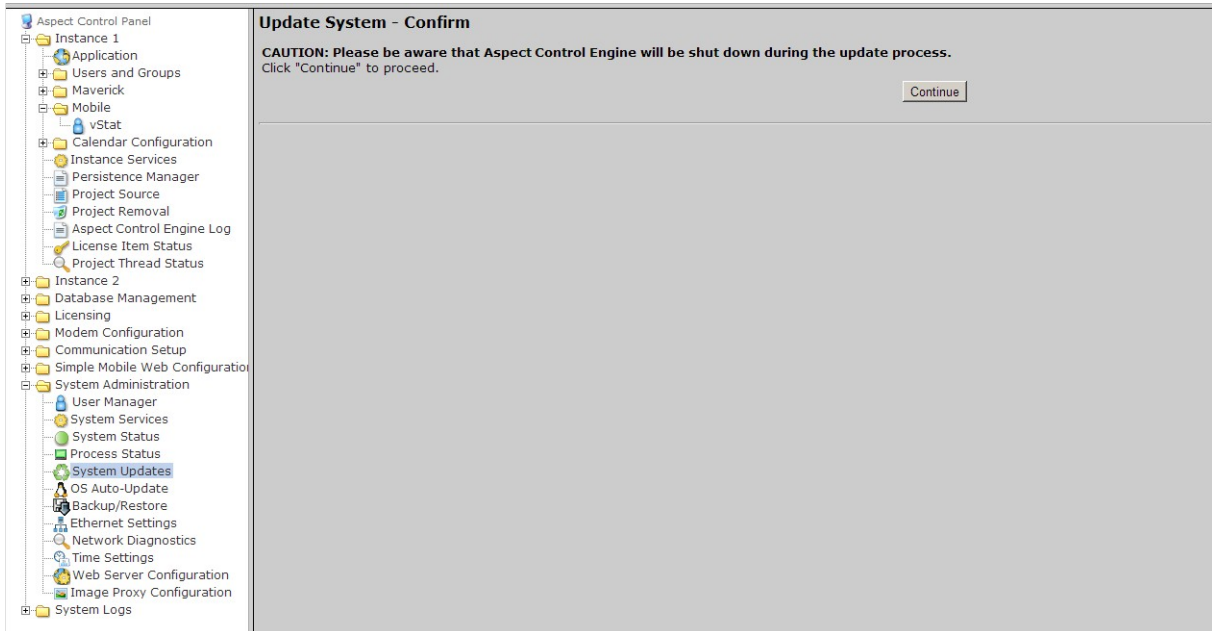 Aspect Control Panel
Instance 1
Application
Users and Groups
Maverick
Mobile
vStat
Calendar Configuration
Instance Services
Persistence Manager
Project Source
Project Removal
Aspect Control Engine Log
License Item Status
Project Thread Status
Instance 2
Database Management
Licensing
Modem Configuration
Communication Setup
Simple Mobile Web Configuratio
System Administration
User Manager
System Services
System Status
Process Status
System Updates
OS Auto-Update
Backup/Restore
Ethernet Settings
Network Diagnostics
Time Settings
Web Server Configuration
Image Proxy Configuration
System Logs
Update System - Confirm
CAUTION: Please be aware that Aspect Control Engine will be shut down during the update process.
Click "Continue" to proceed.
Continue